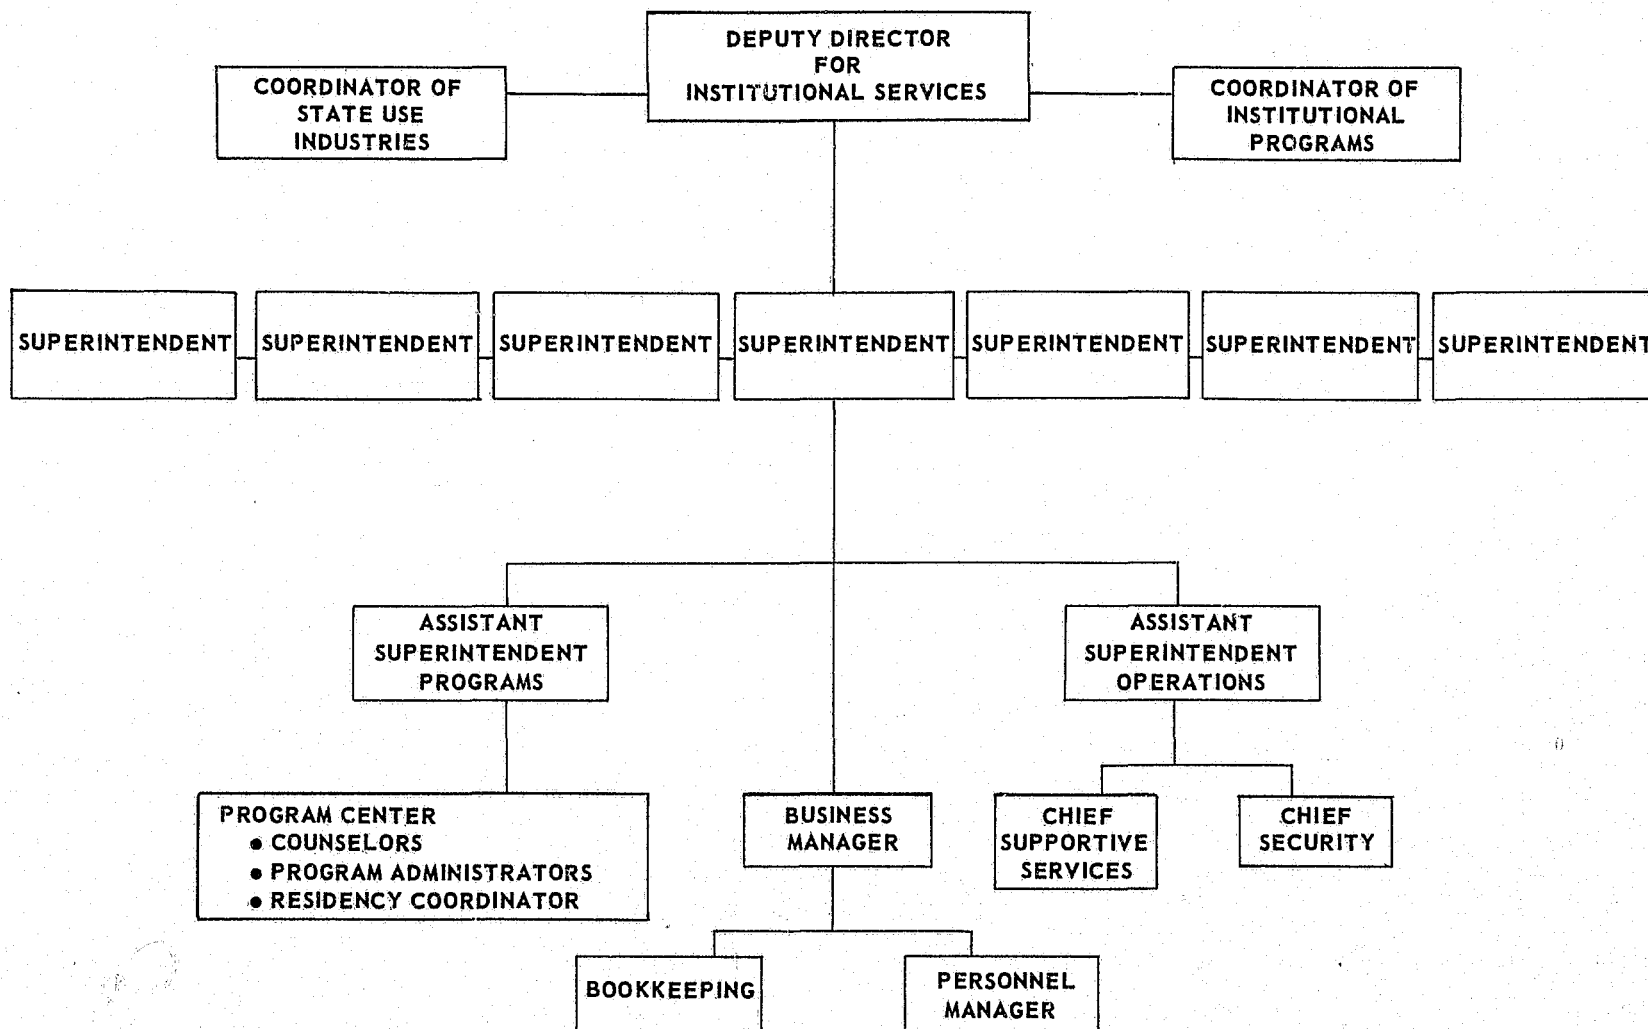 DEPUTY DIRECTOR
FOR
INSTITUTIONAL SERVICES
COORDINATOR OF
STATE USE
INDUSTRIES
COORDINATOR OF
INSTITUTIONAL
PROGRAMS
SUPERINTENDENT
SUPERINTENDENT
SUPERINTENDENT
SUPERINTENDENT
SUPERINTENDENT
SUPERINTENDENT
SUPERINTENDENT
ASSISTANT
SUPERINTENDENT
PROGRAMS
ASSISTANT
SUPERINTENDENT
OPERATIONS
PROGRAM CENTER
● COUNSELORS
● PROGRAM ADMINISTRATORS
● RESIDENCY COORDINATOR
BUSINESS
MANAGER
CHIEF
SUPPORTIVE
SERVICES
CHIEF
SECURITY
BOOKKEEPING
PERSONNEL
MANAGER